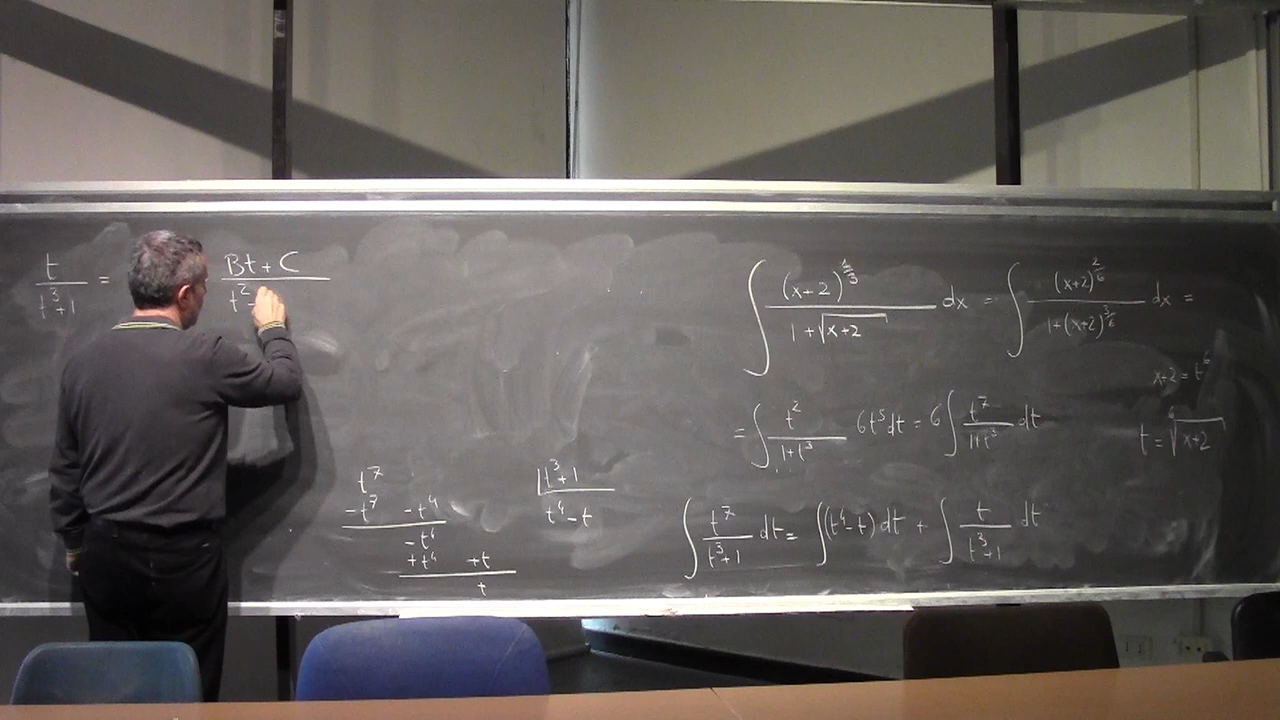 t/(t³+1) = (Bt + C)/(t² -
∫ (x+2)^(1/3)/(1+√(x+2)) dx = ∫ (x+2)^(2/6)/(1+(x+2)^(3/6)) dx =
x+2 = t⁶
= ∫ t²/(1+t³) 6t⁵dt = 6∫ t⁷/(1+t³) dt
t = ⁶√(x+2)
t⁷ | t³+1
-t⁷ -t⁴ t⁴-t
-t⁴
+t⁴ +t
t
∫ t⁷/(t³+1) dt = ∫(t⁴-t) dt + ∫ t/(t³+1) dt